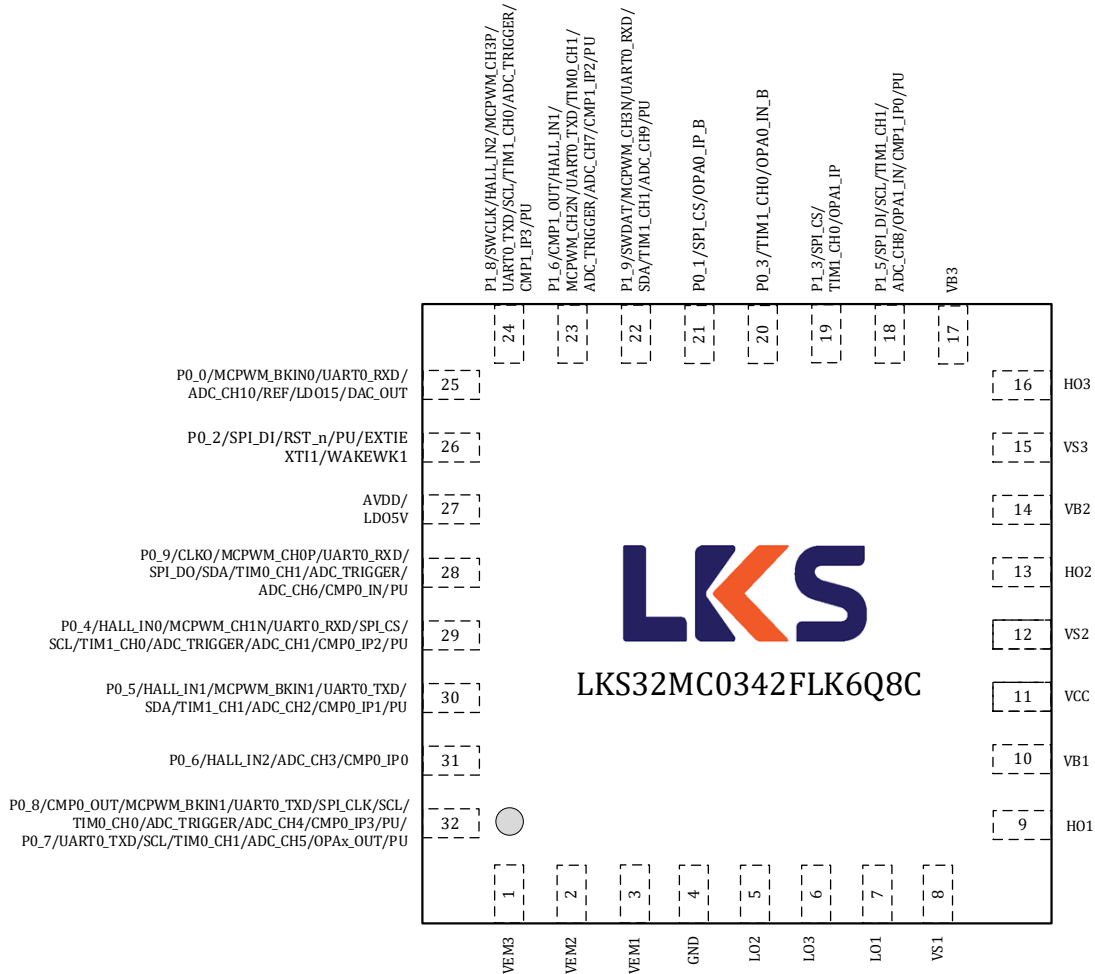 P1_8/SWCLK/HALL_IN2/MCPWM_CH3P/
UART0_TXD/SCL/TIM1_CH0/ADC_TRIGGER/
CMP1_IP3/PU
P1_6/CMP1_OUT/HALL_IN1/
MCPWM_CH2N/UART0_TXD/TIM0_CH1/
ADC_TRIGGER/ADC_CH7/CMP1_IP2/PU
P1_9/SWDAT/MCPWM_CH3N/UART0_RXD/
SDA/TIM1_CH1/ADC_CH9/PU
P0_1/SPI_CS/OPA0_IP_B
P0_3/TIM1_CH0/OPA0_IN_B
P1_3/SPI_CS/
TIM1_CH0/OPA1_IP
P1_5/SPI_DI/SCL/TIM1_CH1/
ADC_CH8/OPA1_IN/CMP1_IP0/PU
VB3
24
23
22
21
20
19
18
17
P0_0/MCPWM_BKIN0/UART0_RXD/
ADC_CH10/REF/LDO15/DAC_OUT
25
P0_2/SPI_DI/RST_n/PU/EXTIE
XTI1/WAKEWK1
26
AVDD/
LDO5V
27
P0_9/CLKO/MCPWM_CH0P/UART0_RXD/
SPI_DO/SDA/TIM0_CH1/ADC_TRIGGER/
ADC_CH6/CMP0_IN/PU
28
P0_4/HALL_IN0/MCPWM_CH1N/UART0_RXD/SPI_CS/
SCL/TIM1_CH0/ADC_TRIGGER/ADC_CH1/CMP0_IP2/PU
29
P0_5/HALL_IN1/MCPWM_BKIN1/UART0_TXD/
SDA/TIM1_CH1/ADC_CH2/CMP0_IP1/PU
30
P0_6/HALL_IN2/ADC_CH3/CMP0_IP0
31
P0_8/CMP0_OUT/MCPWM_BKIN1/UART0_TXD/SPI_CLK/SCL/
TIM0_CH0/ADC_TRIGGER/ADC_CH4/CMP0_IP3/PU/
P0_7/UART0_TXD/SCL/TIM0_CH1/ADC_CH5/OPAx_OUT/PU
32
LKS
LKS32MC0342FLK6Q8C
16 HO3
15 VS3
14 VB2
13 HO2
12 VS2
11 VCC
10 VB1
9 HO1
1
2
3
4
5
6
7
8
VEM3
VEM2
VEM1
GND
LO2
LO3
LO1
VS1